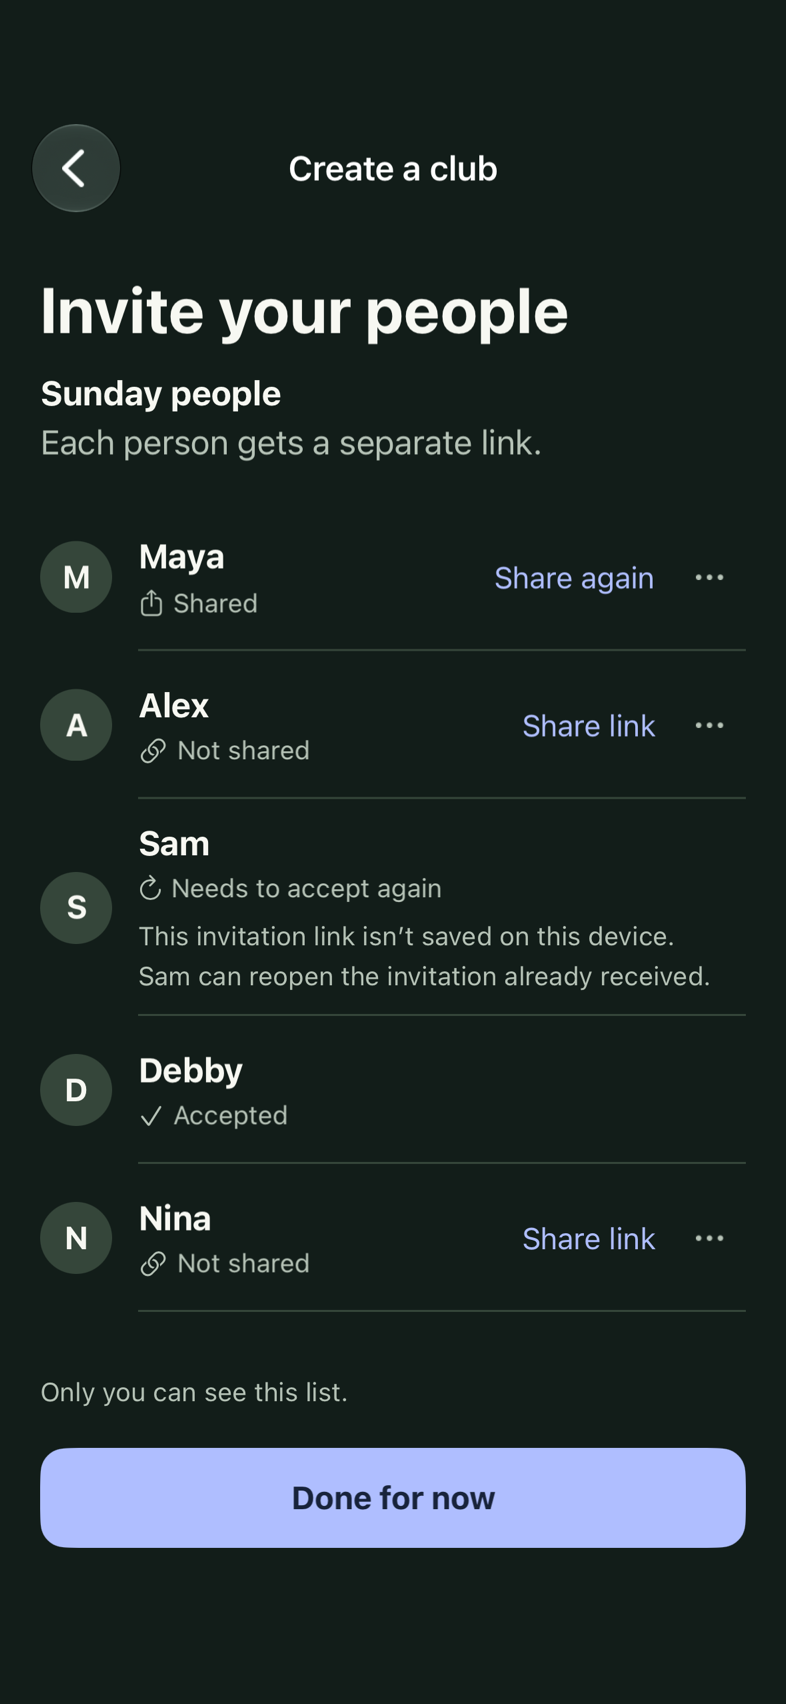 Create a club
Invite your people
Sunday people
Each person gets a separate link.
M
Maya
Shared
Share again
A
Alex
Not shared
Share link
S
Sam
Needs to accept again
This invitation link isn’t saved on this device.
Sam can reopen the invitation already received.
D
Debby
Accepted
N
Nina
Not shared
Share link
Only you can see this list.
Done for now